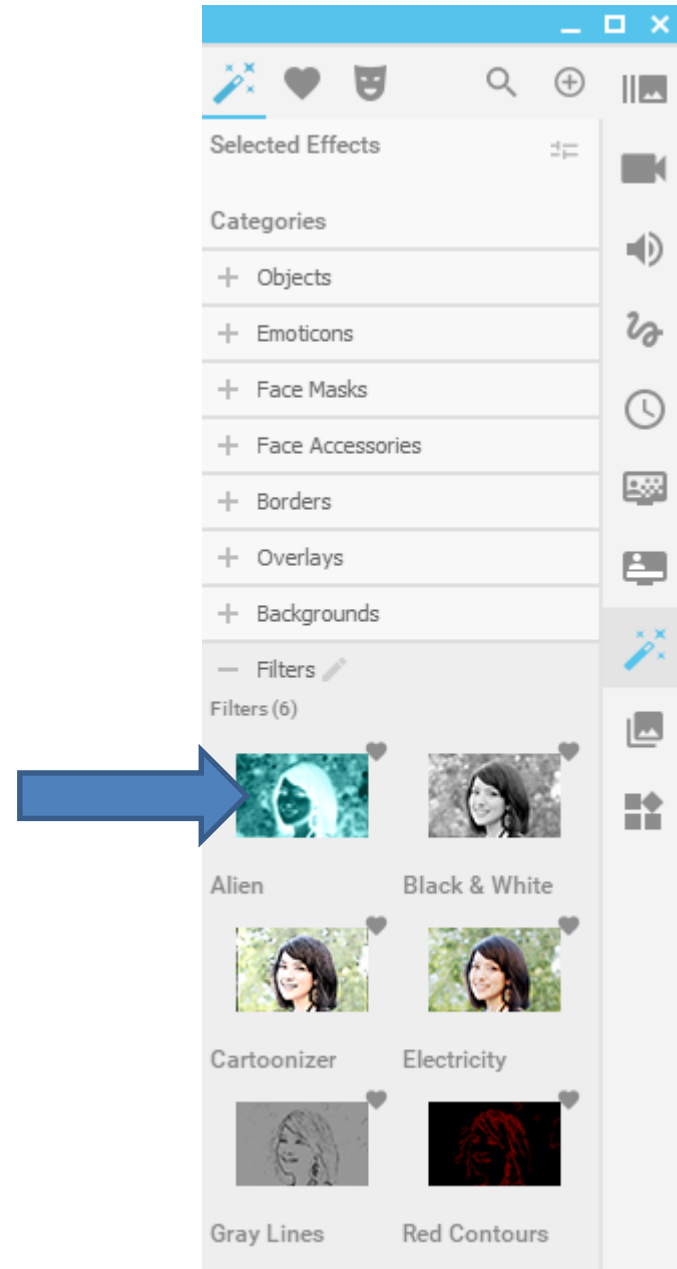 Selected Effects
Categories
Objects
Emoticons
Face Masks
Face Accessories
Borders
Overlays
Backgrounds
Filters
Filters (6)
Alien Black & White
Cartoonizer Electricity
Gray Lines Red Contours